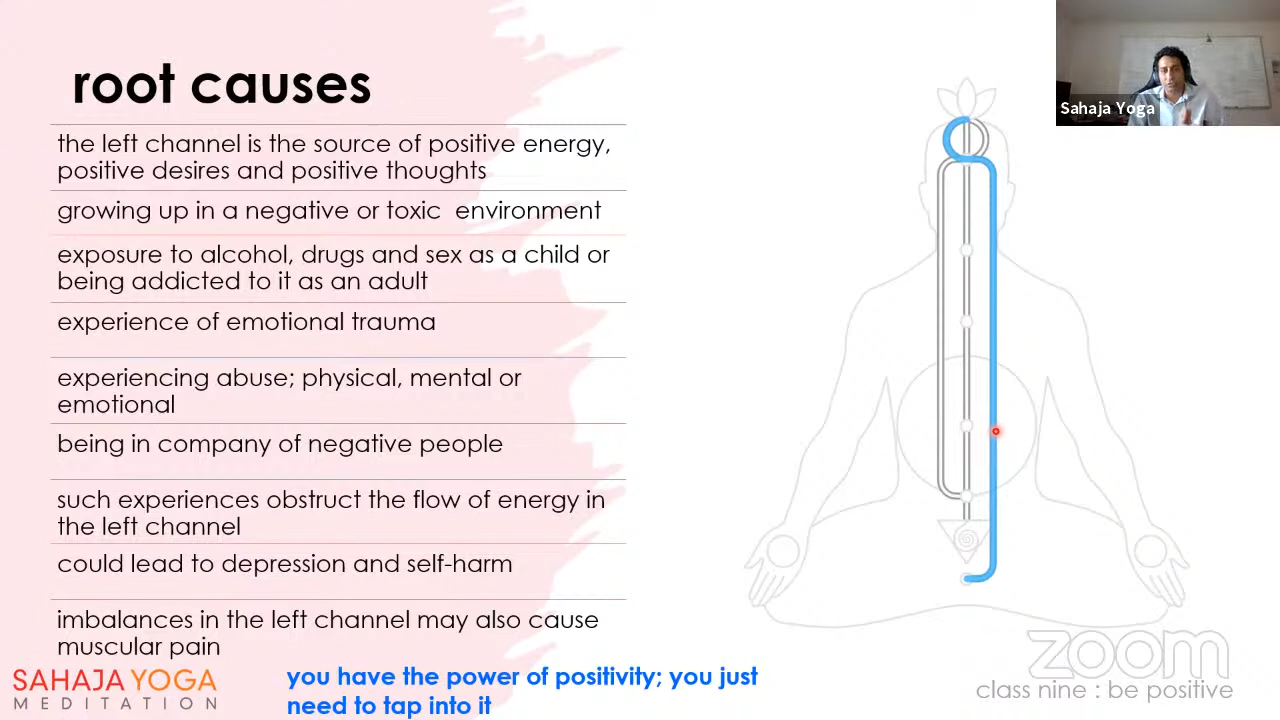 root causes
the left channel is the source of positive energy,
positive desires and positive thoughts
growing up in a negative or toxic environment
exposure to alcohol, drugs and sex as a child or
being addicted to it as an adult
experience of emotional trauma
experiencing abuse; physical, mental or
emotional
being in company of negative people
such experiences obstruct the flow of energy in
the left channel
could lead to depression and self-harm
imbalances in the left channel may also cause
muscular pain
SAHAJA YOGA
MEDITATION
you have the power of positivity; you just
need to tap into it
Sahaja Yoga
zoom
class nine : be positive